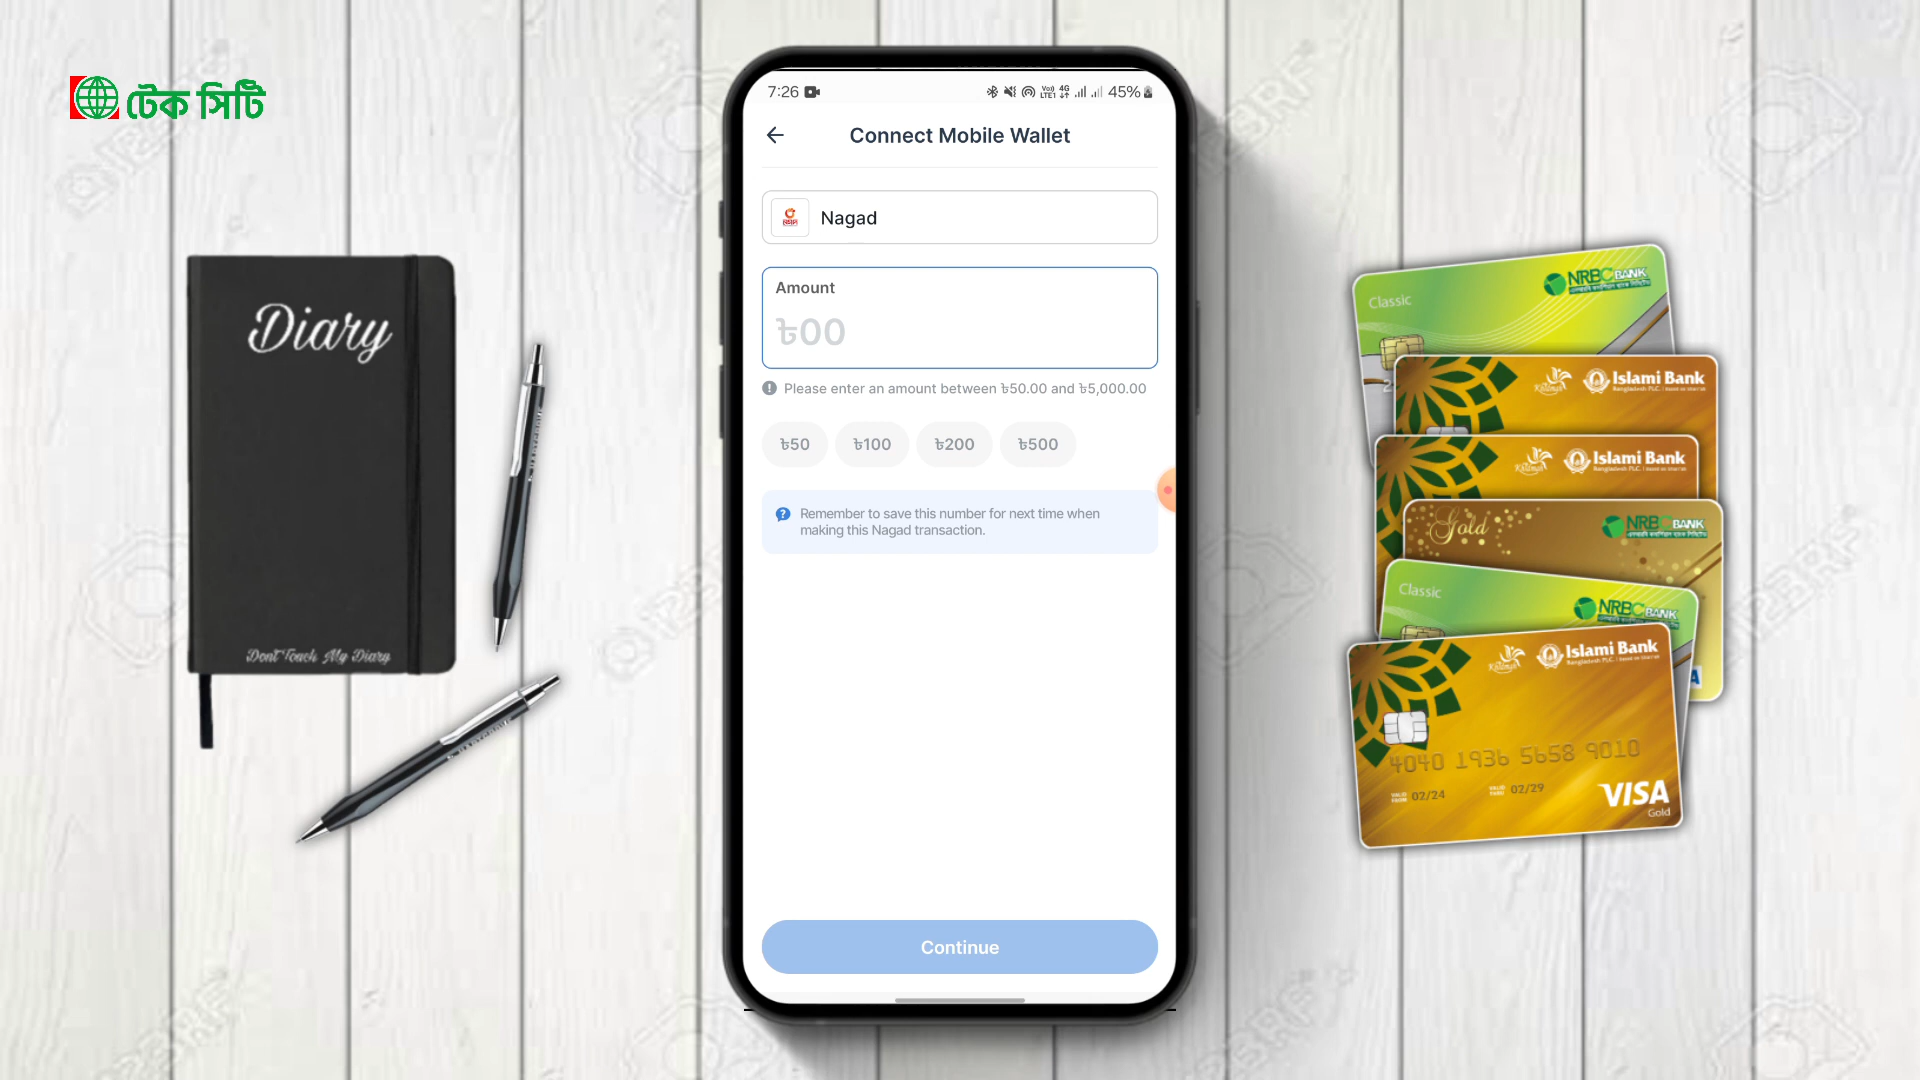 টেক সিটি
7:26
45%
Connect Mobile Wallet
Nagad
Amount
৳00
Please enter an amount between ৳50.00 and ৳5,000.00
৳50
৳100
৳200
৳500
Remember to save this number for next time when
making this Nagad transaction.
Continue
Diary
Don't Touch My Diary
Classic
NRBC BANK
Islami Bank
Islami Bank
Gold
NRBC BANK
Classic
NRBC BANK
Islami Bank
Bangladesh PLC.
4040 1936 5658 9010
02/24
02/29
VISA
Gold